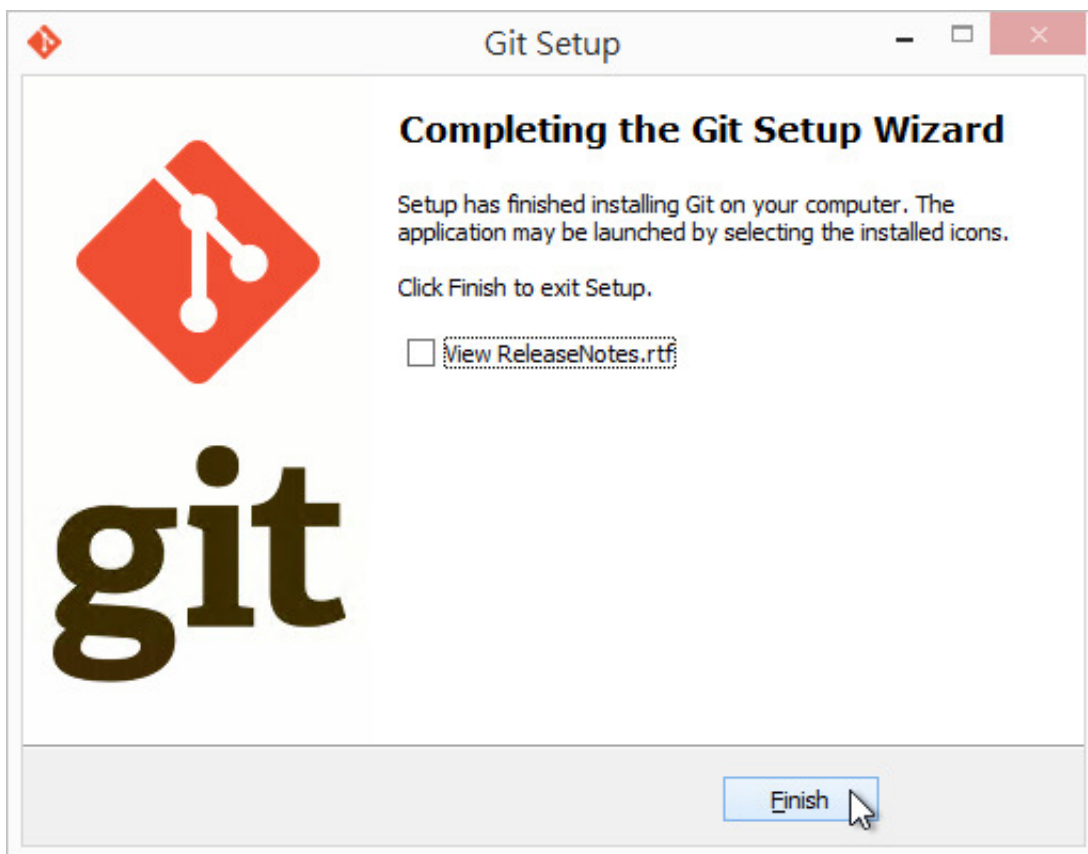 Git Setup
Completing the Git Setup Wizard
Setup has finished installing Git on your computer. The
application may be launched by selecting the installed icons.
Click Finish to exit Setup.
View ReleaseNotes.rtf
git
Finish